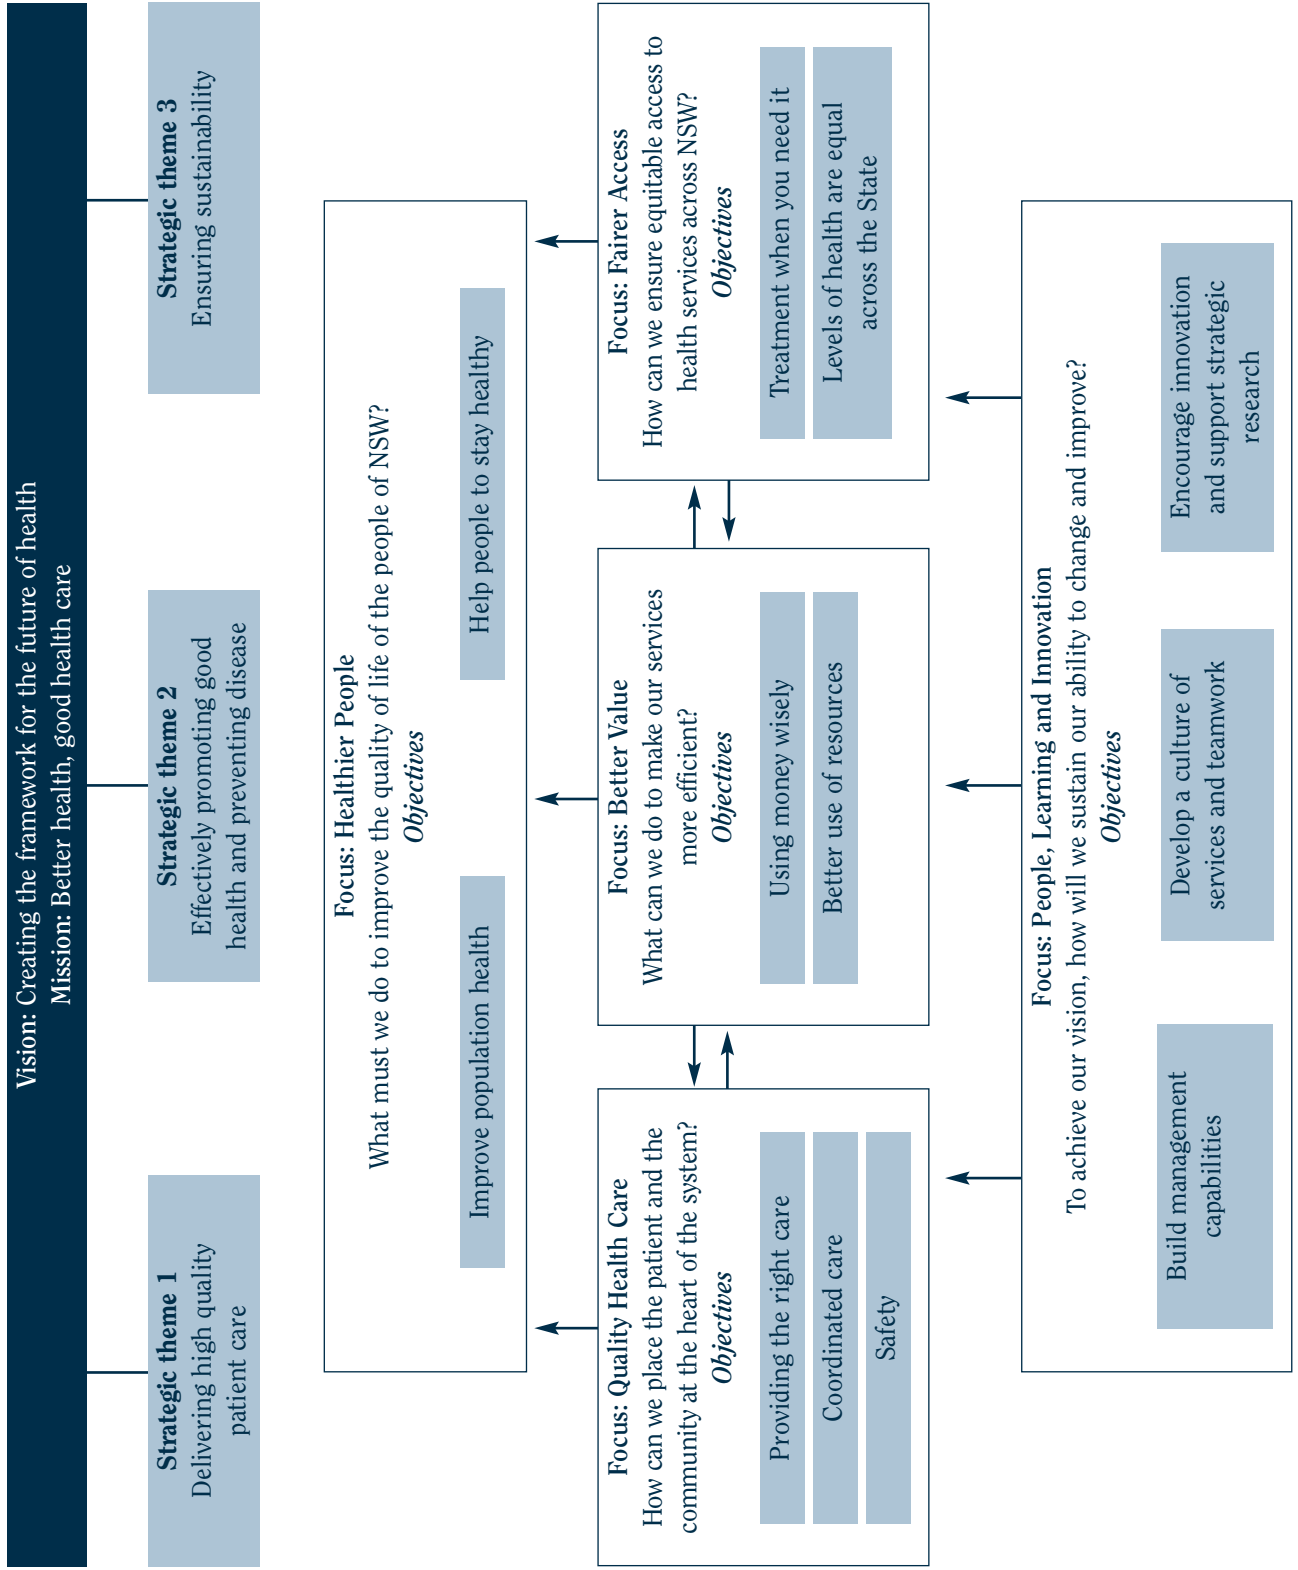 Vision: Creating the framework for the future of health
Mission: Better health, good health care
Strategic theme 1
Delivering high quality
patient care
Strategic theme 2
Effectively promoting good
health and preventing disease
Strategic theme 3
Ensuring sustainability
Focus: Healthier People
What must we do to improve the quality of life of the people of NSW?
Objectives
Improve population health
Help people to stay healthy
Focus: Quality Health Care
How can we place the patient and the
community at the heart of the system?
Objectives
Providing the right care
Coordinated care
Safety
Focus: Better Value
What can we do to make our services
more efficient?
Objectives
Using money wisely
Better use of resources
Focus: Fairer Access
How can we ensure equitable access to
health services across NSW?
Objectives
Treatment when you need it
Levels of health are equal
across the State
Focus: People, Learning and Innovation
To achieve our vision, how will we sustain our ability to change and improve?
Objectives
Build management
capabilities
Develop a culture of
services and teamwork
Encourage innovation
and support strategic
research